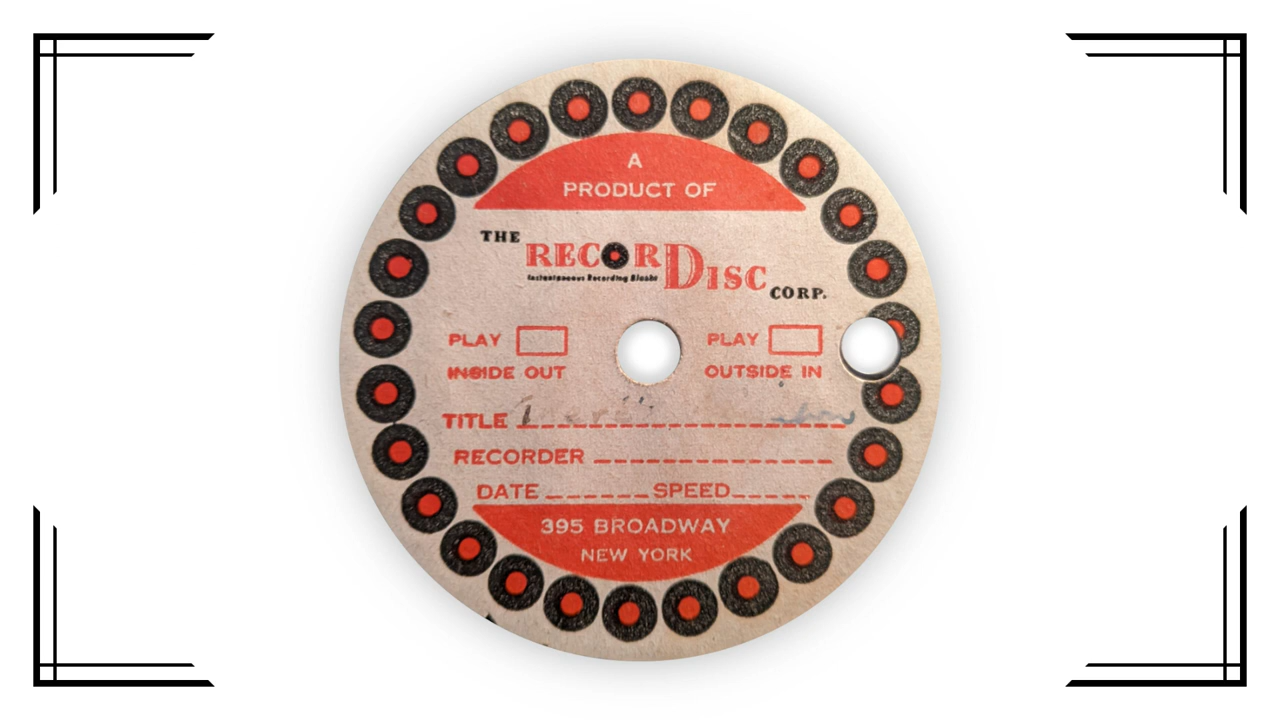 A
PRODUCT OF
THE RECORDISC CORP.
Instantaneous Recording Blanks
PLAY
INSIDE OUT
PLAY
OUTSIDE IN
TITLE
RECORDER
DATE SPEED
395 BROADWAY
NEW YORK